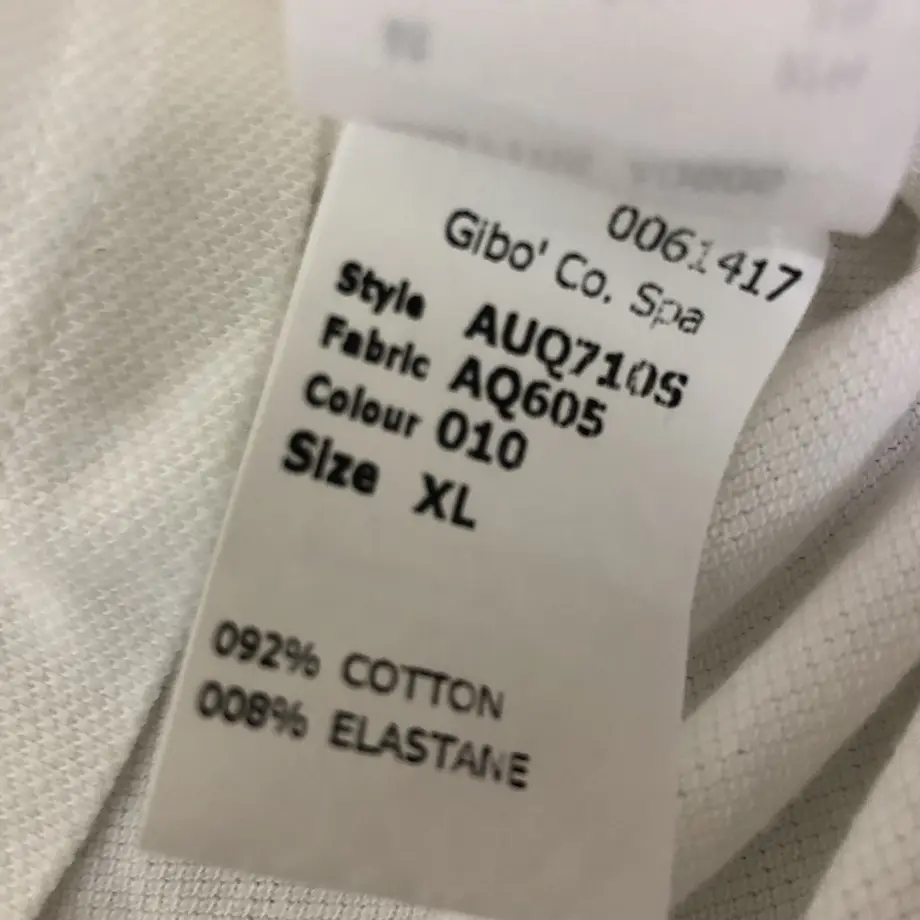 0061417
Gibo' Co. Spa
Style AUQ710S
Fabric AQ605
Colour 010
Size XL
092% COTTON
008% ELASTANE